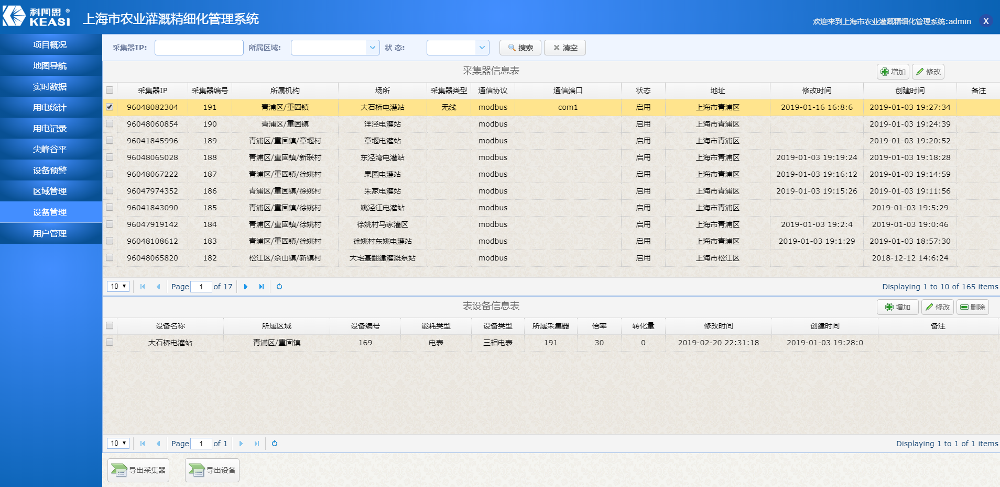 科阿思®
KEASI
上海市农业灌溉精细化管理系统
欢迎来到上海市农业灌溉精细化管理系统:admin X
项目概况
地图导航
实时数据
用电统计
用电记录
尖峰谷平
设备预警
区域管理
设备管理
用户管理
采集器IP: 所属区域: 状 态: 搜索 清空
采集器信息表 增加 修改
采集器IP 采集器编号 所属机构 场所 采集器类型 通信协议 通信端口 状态 地址 修改时间 创建时间 备注
96048082304 191 青浦区/重固镇 大石桥电灌站 无线 modbus com1 启用 上海市青浦区 2019-01-16 16:8:6 2019-01-03 19:27:34
96048060854 190 青浦区/重固镇 洋泾电灌站 modbus 启用 上海市青浦区 2019-01-03 19:24:39
96041845996 189 青浦区/重固镇/章堰村 章堰电灌站 modbus 启用 上海市青浦区 2019-01-03 19:20:52
96048065028 188 青浦区/重固镇/新联村 东泾湾电灌站 modbus 启用 上海市青浦区 2019-01-03 19:19:24 2019-01-03 19:18:28
96048067222 187 青浦区/重固镇/徐姚村 果园电灌站 modbus 启用 上海市青浦区 2019-01-03 19:16:12 2019-01-03 19:14:59
96047974352 186 青浦区/重固镇/徐姚村 朱家电灌站 modbus 启用 上海市青浦区 2019-01-03 19:15:26 2019-01-03 19:11:56
96041843090 185 青浦区/重固镇/徐姚村 姚泾江电灌站 modbus 启用 上海市青浦区 2019-01-03 19:5:29
96047919142 184 青浦区/重固镇/徐姚村 徐姚村马家灌区 modbus 启用 上海市青浦区 2019-01-03 19:2:4 2019-01-03 19:0:46
96048108612 183 青浦区/重固镇/徐姚村 徐姚村东姚电灌站 modbus 启用 上海市青浦区 2019-01-03 19:1:29 2019-01-03 18:57:30
96048065820 182 松江区/佘山镇/新镇村 大宅基翻建灌溉泵站 modbus 启用 上海市松江区 2018-12-12 14:6:24
10 Page 1 of 17 Displaying 1 to 10 of 165 items
表设备信息表 增加 修改 删除
设备名称 所属区域 设备编号 能耗类型 设备类型 所属采集器 倍率 转化量 修改时间 创建时间 备注
大石桥电灌站 青浦区/重固镇 169 电表 三相电表 191 30 0 2019-02-20 22:31:18 2019-01-03 19:28:0
10 Page 1 of 1 Displaying 1 to 1 of 1 items
导出采集器 导出设备